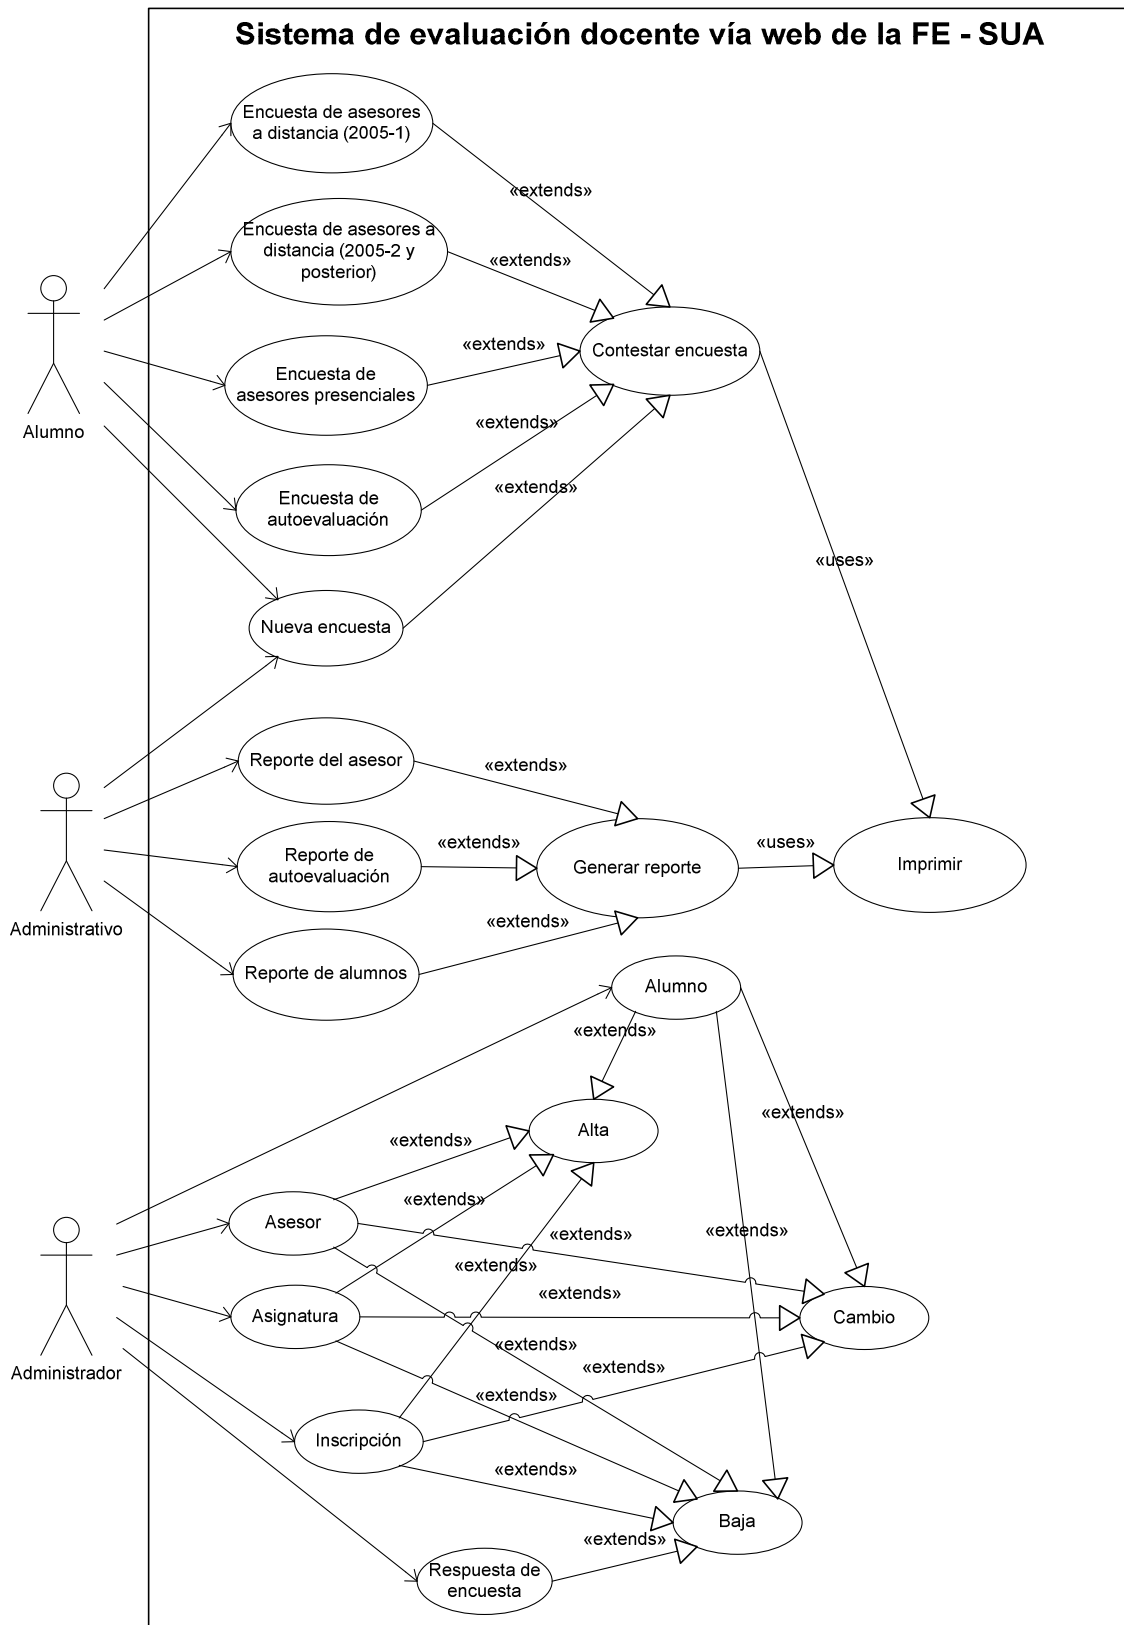 Sistema de evaluación docente vía web de la FE - SUA
Encuesta de asesores
a distancia (2005-1)
«extends»
Encuesta de asesores a
distancia (2005-2 y
posterior)
«extends»
Contestar encuesta
«extends»
Encuesta de
asesores presenciales
Alumno
«extends»
Encuesta de
autoevaluación
«extends»
«uses»
Nueva encuesta
Reporte del asesor
«extends»
Reporte de
autoevaluación
«extends»
Generar reporte
«uses»
Imprimir
Administrativo
«extends»
Reporte de alumnos
Alumno
«extends»
«extends»
Alta
«extends»
«extends»
Asesor
«extends»
«extends»
«extends»
«extends»
Asignatura
Cambio
«extends»
Administrador
«extends»
«extends»
Inscripción
«extends»
Baja
«extends»
Respuesta de
encuesta